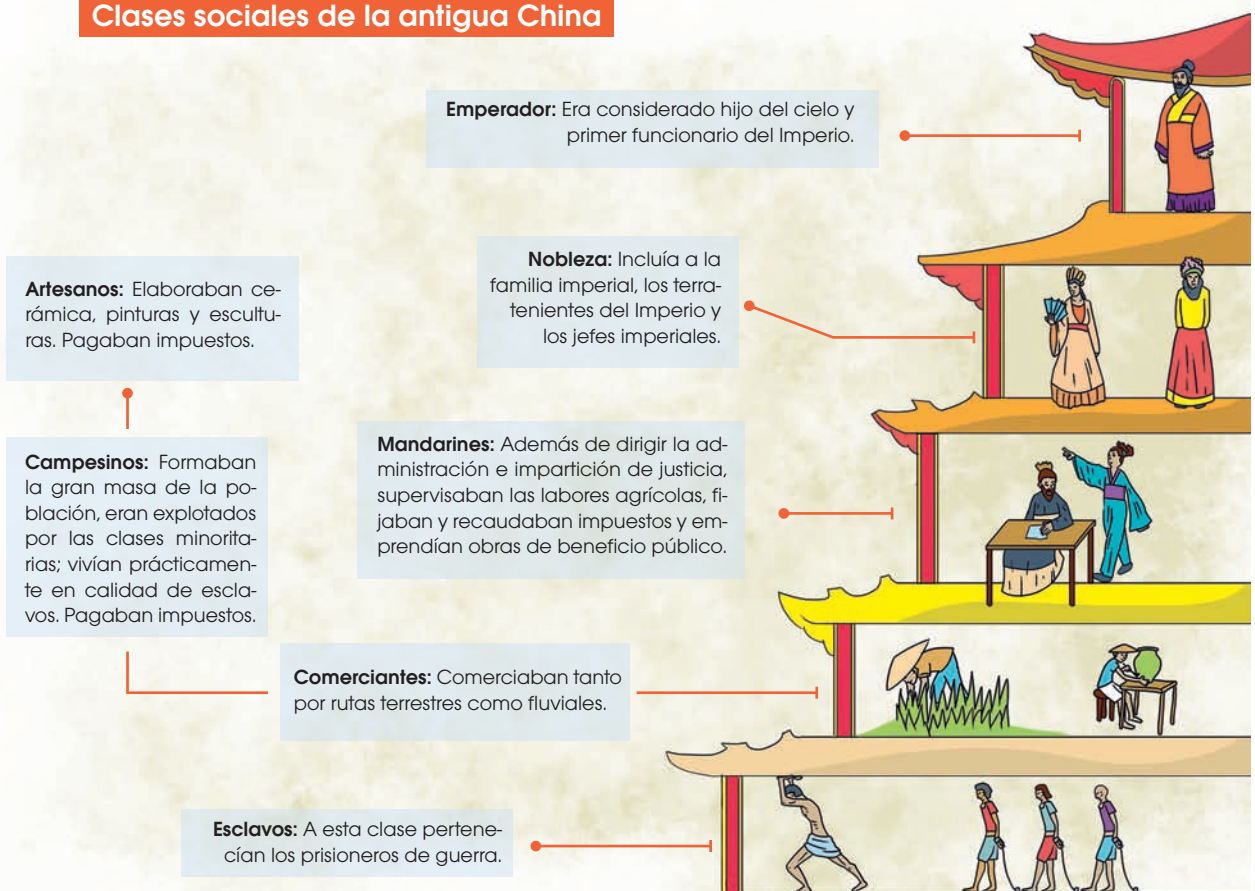 Clases sociales de la antigua China
Emperador: Era considerado hijo del cielo y
primer funcionario del Imperio.
Nobleza: Incluía a la
familia imperial, los terra-
tenientes del Imperio y
los jefes imperiales.
Artesanos: Elaboraban ce-
rámica, pinturas y escultu-
ras. Pagaban impuestos.
Campesinos: Formaban
la gran masa de la po-
blación, eran explotados
por las clases minorita-
rias; vivían prácticamen-
te en calidad de escla-
vos. Pagaban impuestos.
Mandarines: Además de dirigir la ad-
ministración e impartición de justicia,
supervisaban las labores agrícolas, fi-
jaban y recaudaban impuestos y em-
prendían obras de beneficio público.
Comerciantes: Comerciaban tanto
por rutas terrestres como fluviales.
Esclavos: A esta clase pertene-
cían los prisioneros de guerra.